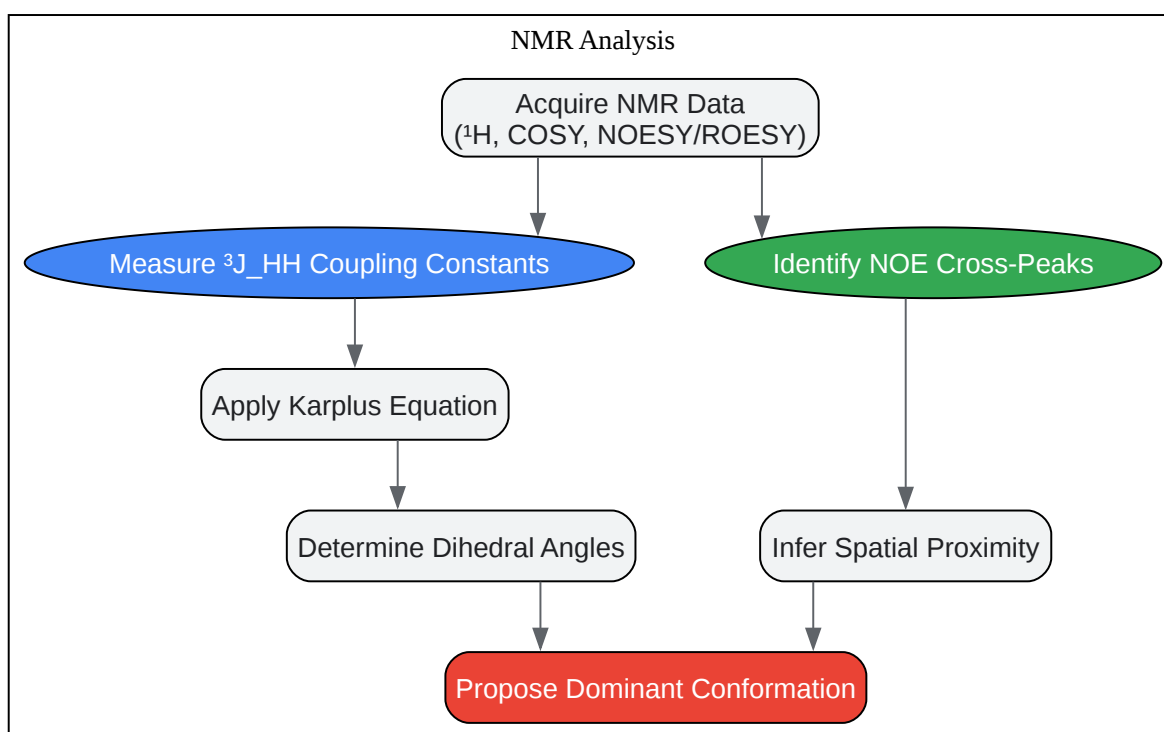 NMR Analysis
Acquire NMR Data
(¹H, COSY, NOESY/ROESY)
Measure ³J_HH Coupling Constants
Identify NOE Cross-Peaks
Apply Karplus Equation
Determine Dihedral Angles
Infer Spatial Proximity
Propose Dominant Conformation